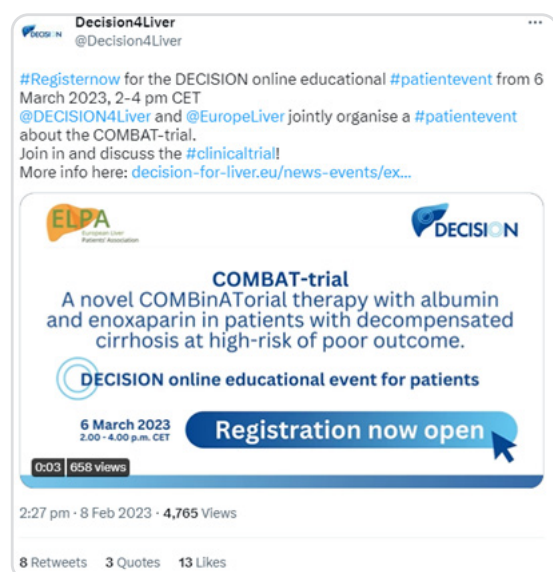 DECISION
Decision4Liver
@Decision4Liver
#Registernow for the DECISION online educational #patientevent from 6
March 2023, 2-4 pm CET
@DECISION4Liver and @EuropeLiver jointly organise a #patientevent
about the COMBAT-trial.
Join in and discuss the #clinicaltrial!
More info here: decision-for-liver.eu/news-events/ex...
ELPA
European Liver
Patients' Association
DECISION
COMBAT-trial
A novel COMBinATorial therapy with albumin
and enoxaparin in patients with decompensated
cirrhosis at high-risk of poor outcome.
DECISION online educational event for patients
6 March 2023
2.00 - 4.00 p.m. CET
Registration now open
0:03 658 views
2:27 pm · 8 Feb 2023 · 4,765 Views
8 Retweets 3 Quotes 13 Likes